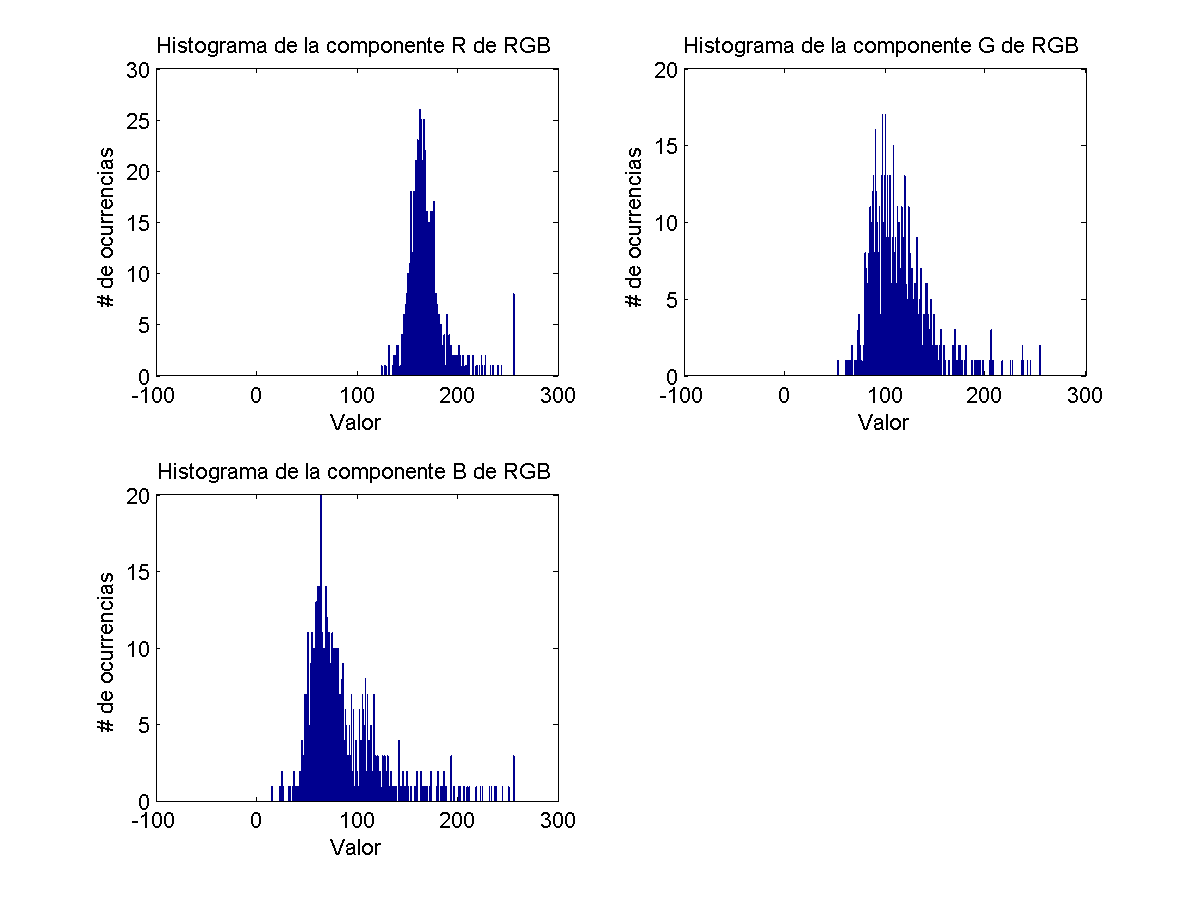 Histograma de la componente R de RGB
30
25
20
15
10
5
0
# de ocurrencias
-100 0 100 200 300
Valor
Histograma de la componente G de RGB
20
15
10
5
0
# de ocurrencias
-100 0 100 200 300
Valor
Histograma de la componente B de RGB
20
15
10
5
0
# de ocurrencias
-100 0 100 200 300
Valor